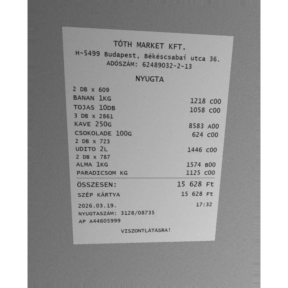 TÓTH MARKET KFT.
H-5499 Budapest, Békéscsabai utca 36.
ADÓSZÁM: 62489032-2-13
NYUGTA
2 DB x 609
BANAN 1KG 1218 C00
TOJAS 10DB 1058 C00
3 DB x 2861
KAVE 250G 8583 A00
CSOKOLADE 100G 624 C00
2 DB x 723
UDITO 2L 1446 C00
2 DB x 787
ALMA 1KG 1574 B00
PARADICSOM KG 1125 C00
ÖSSZESEN: 15 628 Ft
SZÉP KÁRTYA 15 628 Ft
2026.03.19. 17:32
NYUGTASZÁM: 3128/08735
AP A44605999
VISZONTLÁTÁSRA!